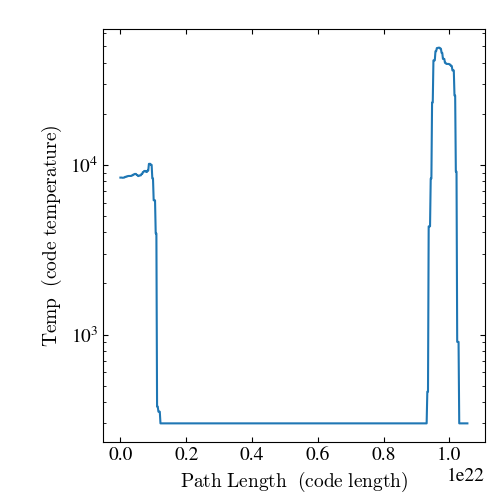 Temp (code temperature)
10^4
10^3
0.0 0.2 0.4 0.6 0.8 1.0
1e22
Path Length (code length)